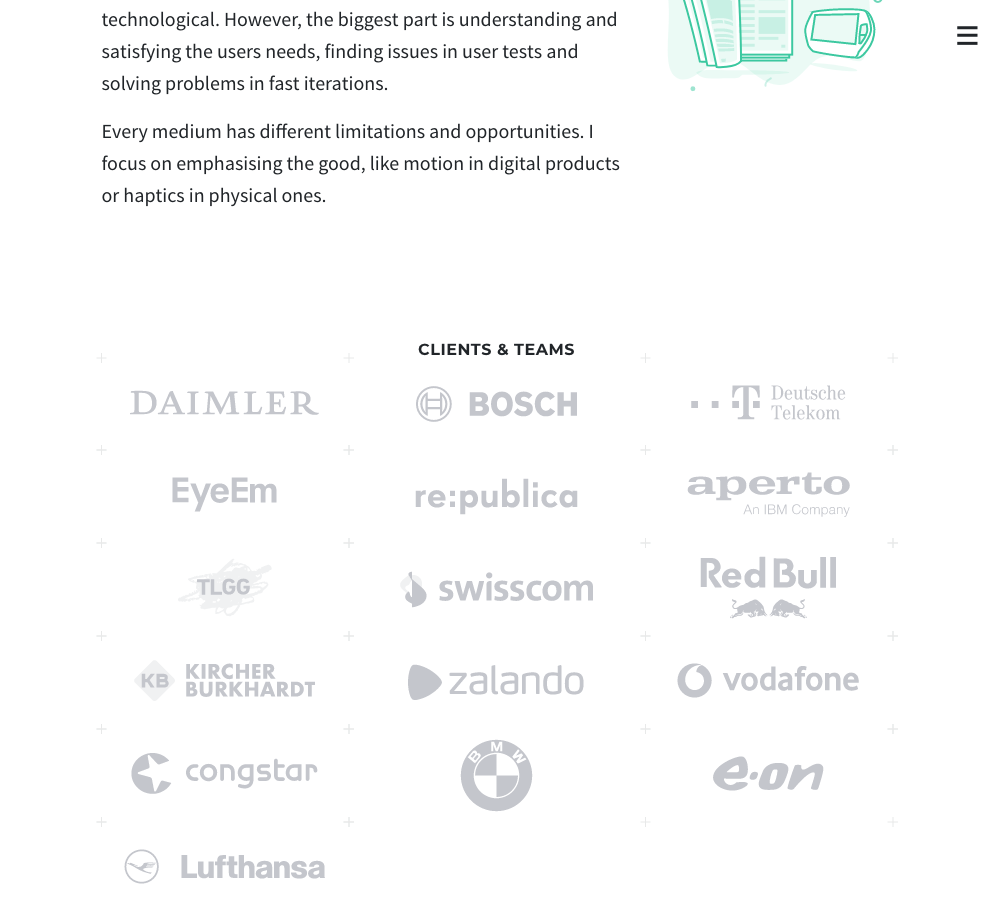 technological. However, the biggest part is understanding and
satisfying the users needs, finding issues in user tests and
solving problems in fast iterations.
Every medium has different limitations and opportunities. I
focus on emphasising the good, like motion in digital products
or haptics in physical ones.
CLIENTS & TEAMS
DAIMLER
BOSCH
T
Deutsche
Telekom
EyeEm
re:publica
aperto
An IBM Company
TLGG
swisscom
Red Bull
KB
KIRCHER
BURKHARDT
zalando
vodafone
congstar
BMW
e·on
Lufthansa